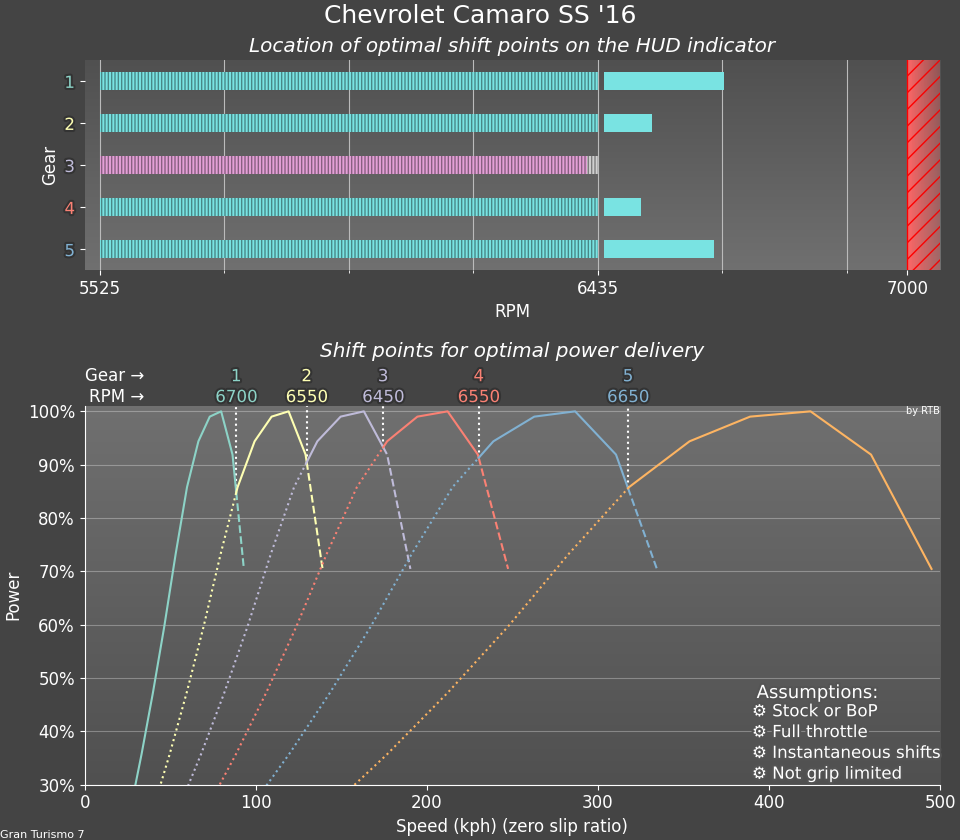 Chevrolet Camaro SS '16
Location of optimal shift points on the HUD indicator
Gear
1
2
3
4
5
5525 6435 7000
RPM
Shift points for optimal power delivery
Gear → 1 2 3 4 5
RPM → 6700 6550 6450 6550 6650
by RTB
Power
100%
90%
80%
70%
60%
50%
40%
30%
Assumptions:
⚙ Stock or BoP
⚙ Full throttle
⚙ Instantaneous shifts
⚙ Not grip limited
0 100 200 300 400 500
Speed (kph) (zero slip ratio)
Gran Turismo 7